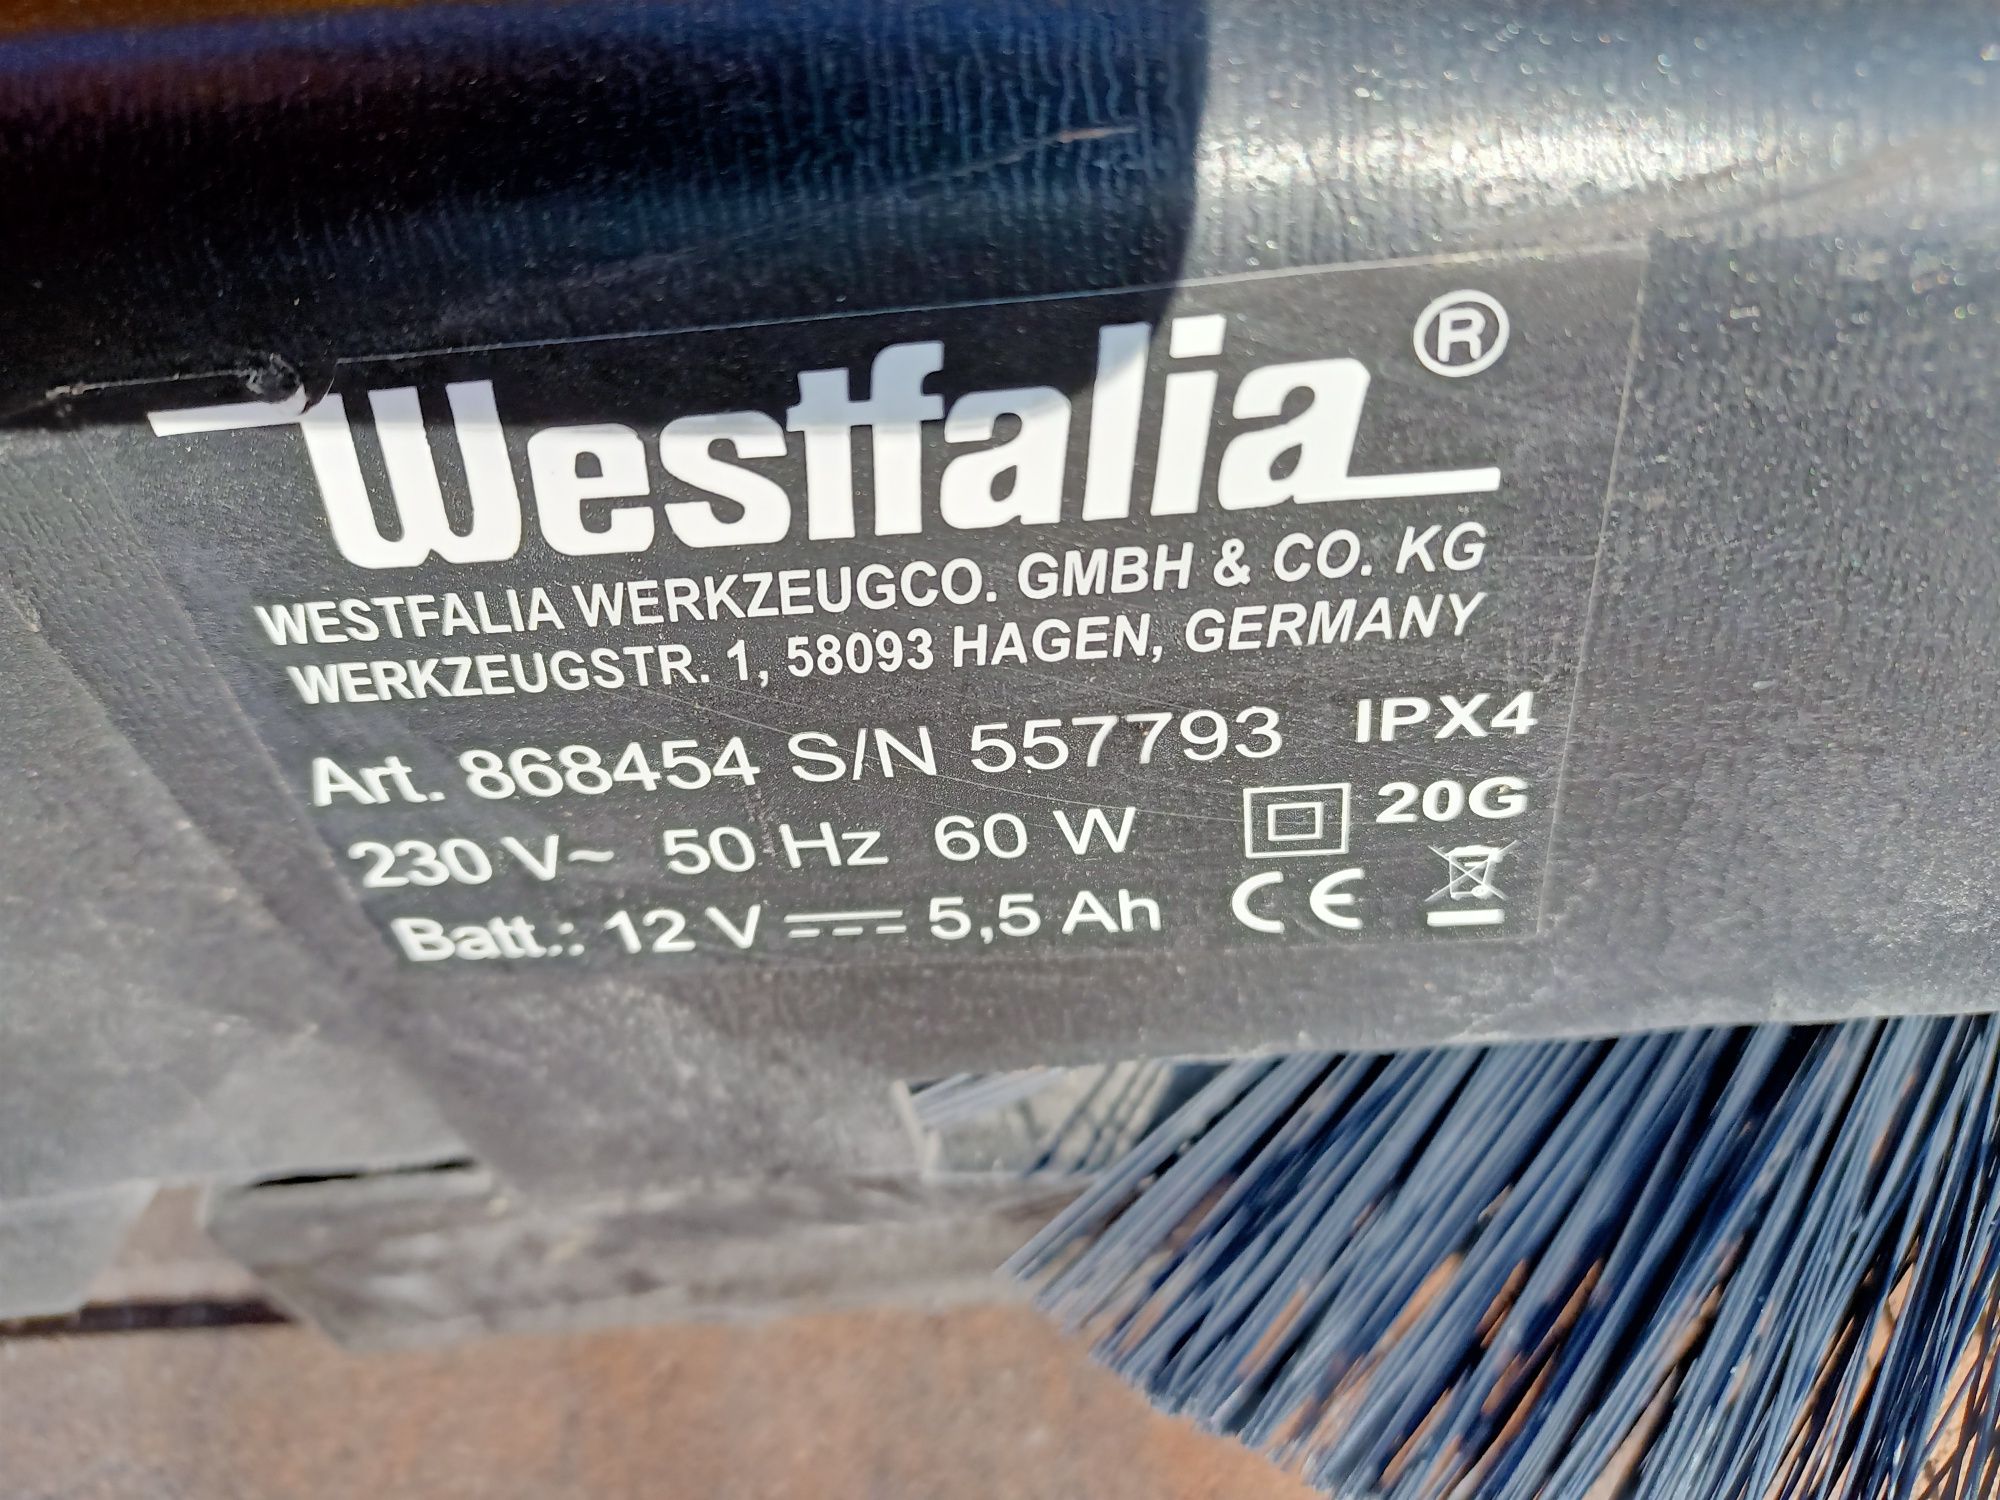 Westfalia ®
WESTFALIA WERKZEUGCO. GMBH & CO. KG
WERKZEUGSTR. 1, 58093 HAGEN, GERMANY
Art. 868454 S/N 557793 IPX4
230 V~ 50 Hz 60 W 20G
Batt.: 12 V ⎓ 5,5 Ah CE